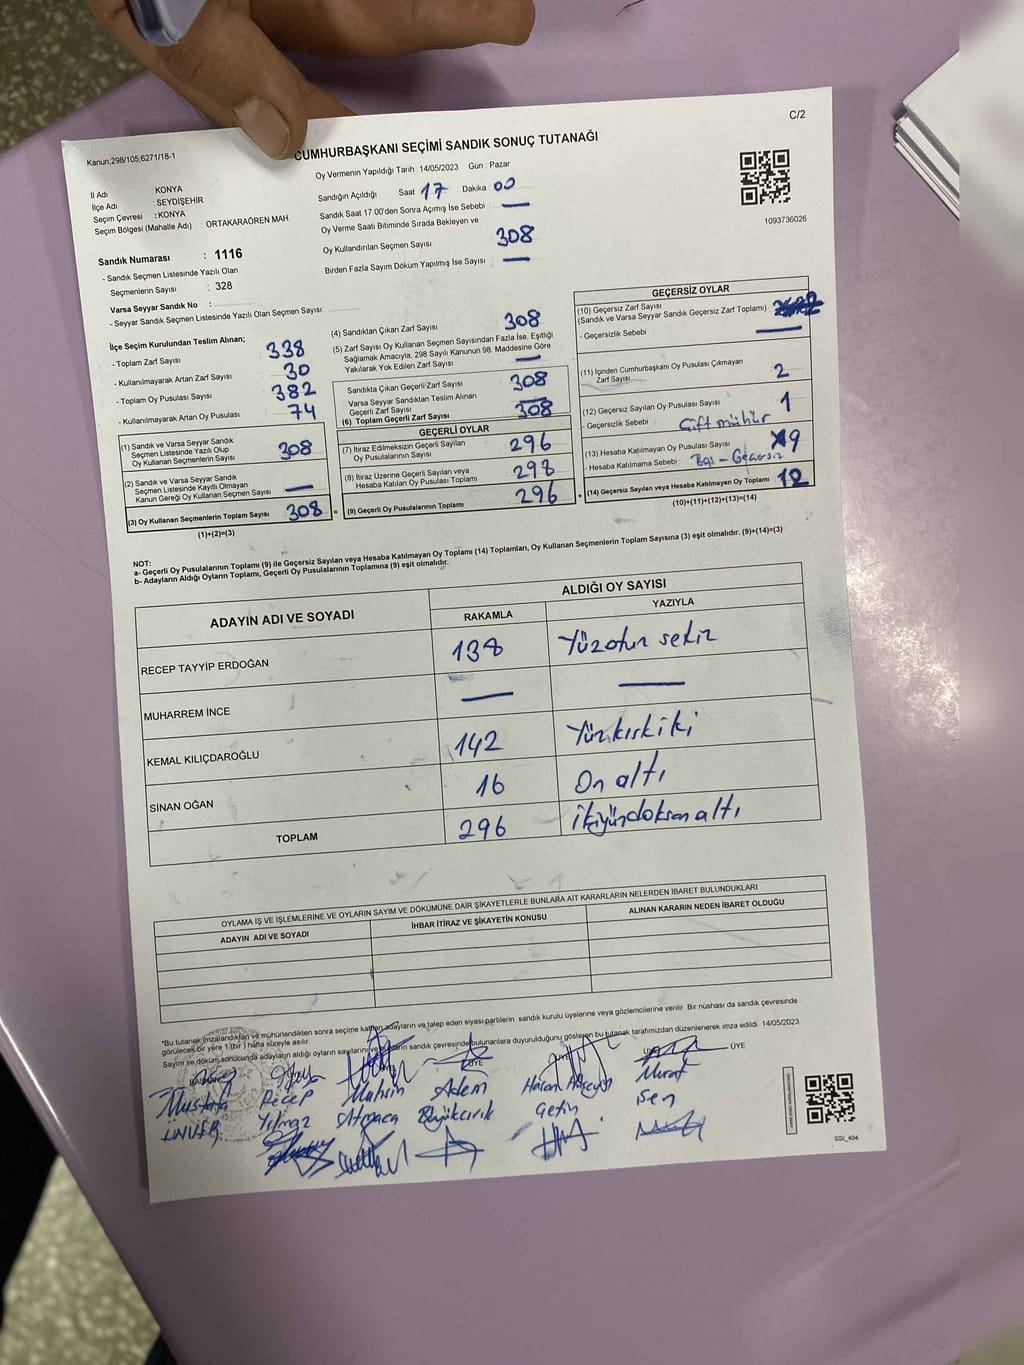 C/2
Kanun,298/105;6271/18-1
CUMHURBAŞKANI SEÇİMİ SANDIK SONUÇ TUTANAĞI
Oy Vermenin Yapıldığı Tarih : 14/05/2023 Gün : Pazar
İl Adı : KONYA
İlçe Adı : SEYDİŞEHİR
Seçim Çevresi : KONYA
Seçim Bölgesi (Mahalle Adı) : ORTAKARAÖREN MAH.
Sandık Numarası : 1116
- Sandık Seçmen Listesinde Yazılı Olan
Seçmenlerin Sayısı : 328
Varsa Seyyar Sandık No :
- Seyyar Sandık Seçmen Listesinde Yazılı Olan Seçmen Sayısı:
Sandığın Açıldığı Saat 17 Dakika : 00
Sandık Saat 17:00'den Sonra Açımış İse Sebebi —
Oy Verme Saati Bitiminde Sırada Bekleyen ve
Oy Kullandırılan Seçmen Sayısı 308
Birden Fazla Sayım Döküm Yapılmış İse Sayısı —
1093736026
İlçe Seçim Kurulundan Teslim Alınan;
- Toplam Zarf Sayısı 338
- Kullanılmayarak Artan Zarf Sayısı 30
- Toplam Oy Pusulası Sayısı 382
- Kullanılmayarak Artan Oy Pusulası 74
(1) Sandık ve Varsa Seyyar Sandık
Seçmen Listesinde Yazılı Olup
Oy Kullanan Seçmenlerin Sayısı 308
(2) Sandık ve Varsa Seyyar Sandık
Seçmen Listesinde Kayıtlı Olmayan
Kanun Gereği Oy Kullanan Seçmen Sayısı —
(3) Oy Kullanan Seçmenlerin Toplam Sayısı 308
(1)+(2)=(3)
(4) Sandıktan Çıkan Zarf Sayısı 308
(5) Zarf Sayısı Oy Kullanan Seçmen Sayısından Fazla İse, Eşitliği
Sağlamak Amacıyla, 298 Sayılı Kanunun 98. Maddesine Göre
Yakılarak Yok Edilen Zarf Sayısı —
Sandıkta Çıkan Geçerli Zarf Sayısı 308
Varsa Seyyar Sandıktan Teslim Alınan
Geçerli Zarf Sayısı —
(6) Toplam Geçerli Zarf Sayısı 308
GEÇERLİ OYLAR
(7) İtiraz Edilmeksizin Geçerli Sayılan
Oy Pusulalarının Sayısı 296
(8) İtiraz Üzerine Geçerli Sayılan veya
Hesaba Katılan Oy Pusulası Toplamı 298
(9) Geçerli Oy Pusulalarının Toplamı 296
GEÇERSİZ OYLAR
(10) Geçersiz Zarf Sayısı
(Sandık ve Varsa Seyyar Sandık Geçersiz Zarf Toplamı)
- Geçersizlik Sebebi : —
(11) İçinden Cumhurbaşkanı Oy Pusulası Çıkmayan
Zarf Sayısı 2
(12) Geçersiz Sayılan Oy Pusulası Sayısı 1
- Geçersizlik Sebebi : Çift mühür
(13) Hesaba Katılmayan Oy Pusulası Sayısı 9
- Hesaba Katılmama Sebebi : Boş - Geçersiz
(14) Geçersiz Sayılan veya Hesaba Katılmayan Oy Toplamı 12
(10)+(11)+(12)+(13)=(14)
NOT:
a- Geçerli Oy Pusulalarının Toplamı (9) ile Geçersiz Sayılan veya Hesaba Katılmayan Oy Toplamı (14) Toplamları, Oy Kullanan Seçmenlerin Toplam Sayısına (3) eşit olmalıdır. (9)+(14)=(3)
b- Adayların Aldığı Oyların Toplamı, Geçerli Oy Pusulalarının Toplamına (9) eşit olmalıdır.
ADAYIN ADI VE SOYADI
ALDIĞI OY SAYISI
RAKAMLA YAZIYLA
RECEP TAYYİP ERDOĞAN 138 Yüzotuz sekiz
MUHARREM İNCE — —
KEMAL KILIÇDAROĞLU 142 Yüzkırkiki
SİNAN OĞAN 16 On altı
TOPLAM 296 ikiyüzdoksan altı
OYLAMA İŞ VE İŞLEMLERİNE VE OYLARIN SAYIM VE DÖKÜMÜNE DAİR ŞİKAYETLERLE BUNLARA AİT KARARLARIN NELERDEN İBARET BULUNDUKLARI
ADAYIN ADI VE SOYADI İHBAR İTİRAZ VE ŞİKAYETİN KONUSU ALINAN KARARIN NEDEN İBARET OLDUĞU
"Bu tutanak imzalandıktan ve mühürlendikten sonra seçime katılan adayların ve talep eden siyasi partilerin sandık kurulu üyelerine veya gözlemcilerine verilir. Bir nüshası da sandık çevresinde
görülecek bir yere 1 (bir) hafta süreyle asılır.
Sayım ve döküm sonucunda adayların aldığı oyların sayılarını ve sandık çevresinde bulunanlara duyurulduğunu gösteren bu tutanak tarafımızdan düzenlenerek imza edildi. 14/05/2023
ÜYE ÜYE
Mustafa Recep Muhsin Adem Hasan Hüseyin Murat
ÜNVER Yılmaz Atmaca Büyükcırık Çetin Şen
SSI_404